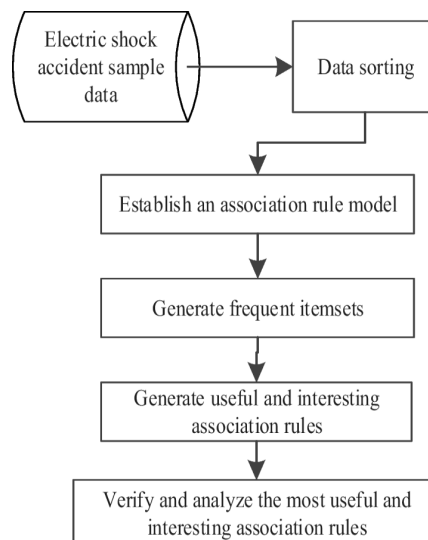 Electric shock
accident sample
data
Data sorting
Establish an association rule model
Generate frequent itemsets
Generate useful and interesting
association rules
Verify and analyze the most useful and
interesting association rules